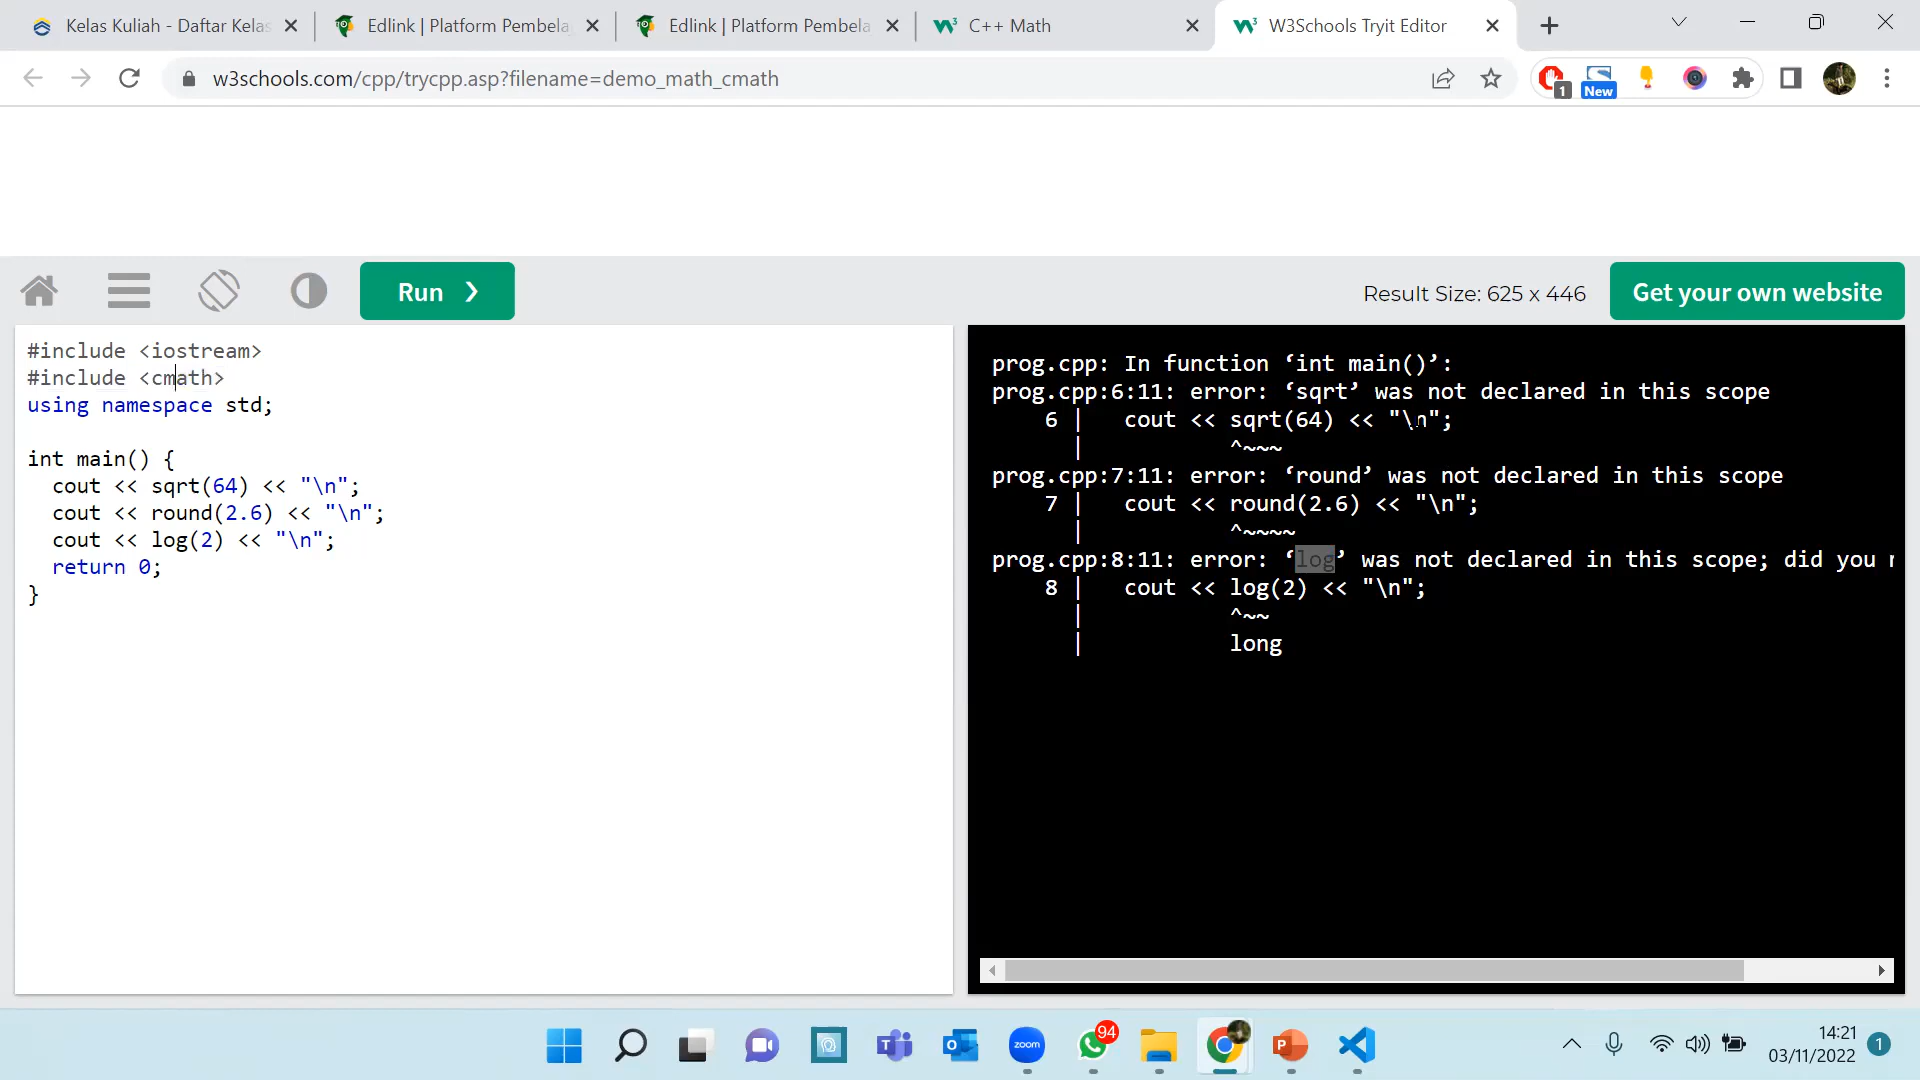 Kelas Kuliah - Daftar Kelas
Edlink | Platform Pembela
Edlink | Platform Pembela
C++ Math
W3Schools Tryit Editor
w3schools.com/cpp/trycpp.asp?filename=demo_math_cmath
1
New
Run ❯
Result Size: 625 x 446
Get your own website
#include <iostream>
#include <cmath>
using namespace std;
int main() {
cout << sqrt(64) << "\n";
cout << round(2.6) << "\n";
cout << log(2) << "\n";
return 0;
}
prog.cpp: In function ‘int main()’:
prog.cpp:6:11: error: ‘sqrt’ was not declared in this scope
6 | cout << sqrt(64) << "\n";
| ^~~~
prog.cpp:7:11: error: ‘round’ was not declared in this scope
7 | cout << round(2.6) << "\n";
| ^~~~~
prog.cpp:8:11: error: ‘log’ was not declared in this scope; did you
8 | cout << log(2) << "\n";
| ^~~
| long
zoom
94
14:21
03/11/2022
1